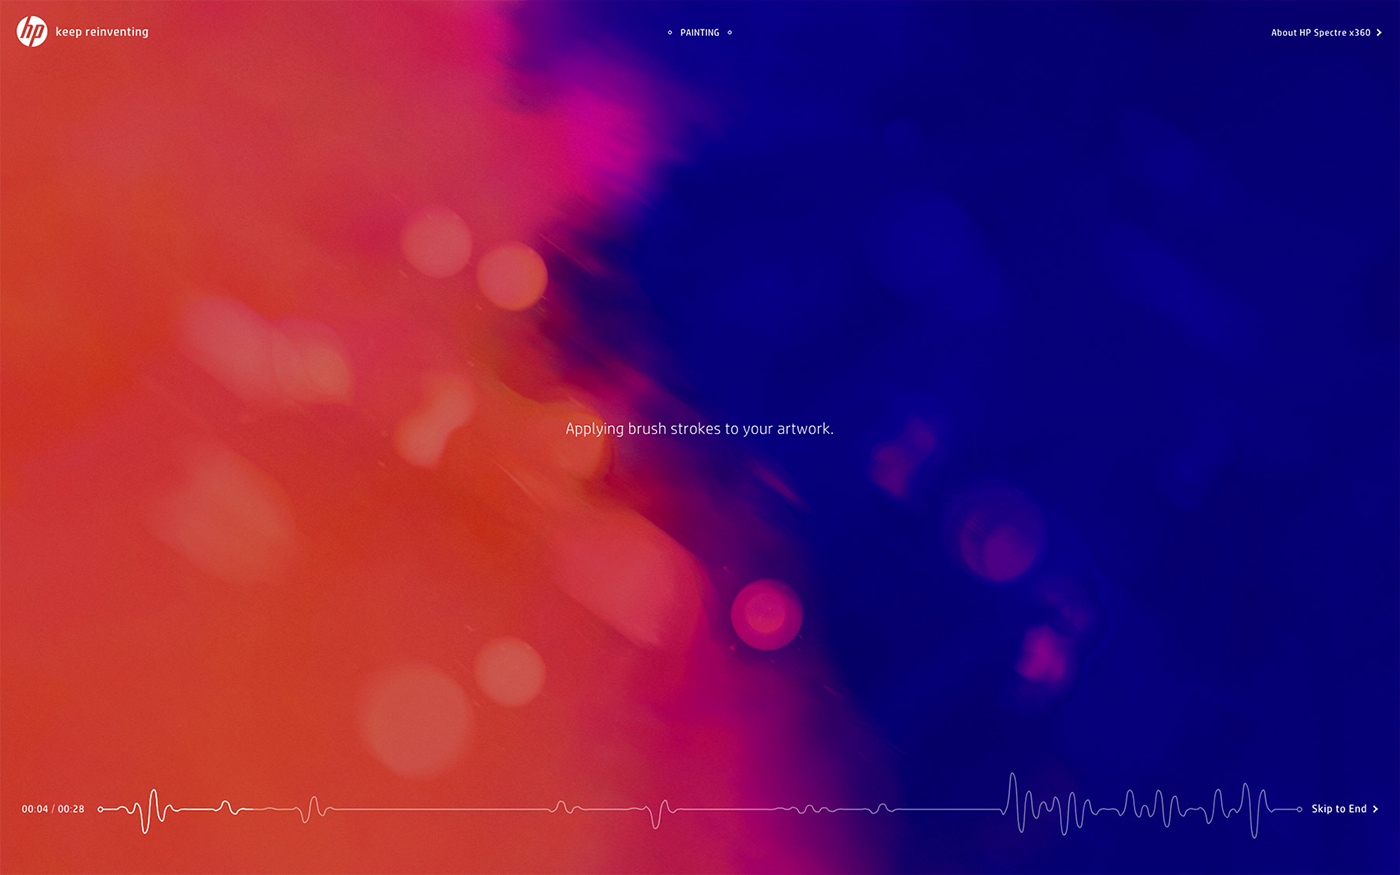 hp keep reinventing
PAINTING
About HP Spectre x360
Applying brush strokes to your artwork.
00:04 / 00:28
Skip to End